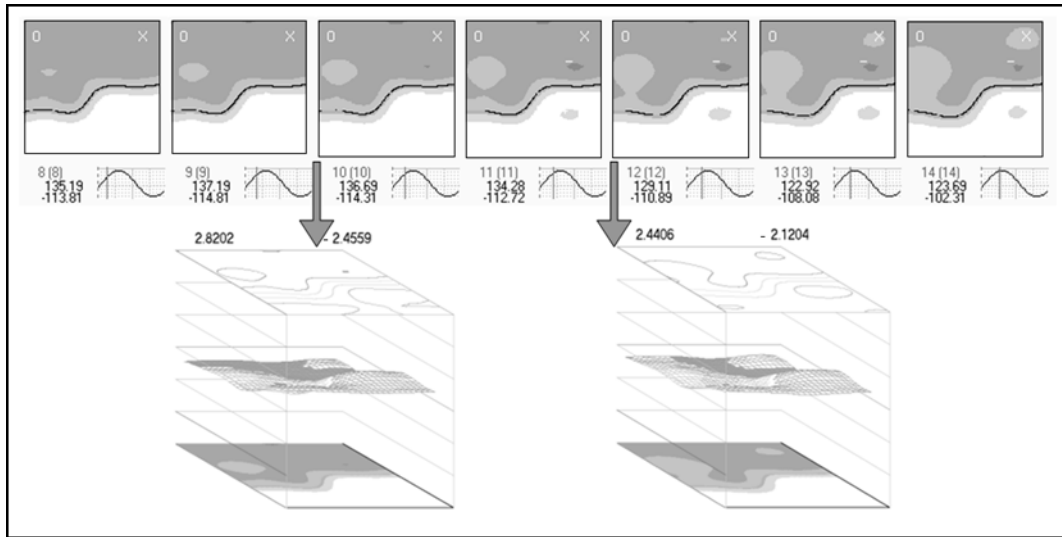 0 X
0 X
0 X
0 X
0 X
0 X
0 X
8 (8)
135.19
-113.81
9 (9)
137.19
-114.81
10 (10)
136.69
-114.31
11 (11)
134.28
-112.72
12 (12)
129.11
-110.89
13 (13)
122.92
-108.08
14 (14)
123.69
-102.31
2.8202 - 2.4559
2.4406 - 2.1204